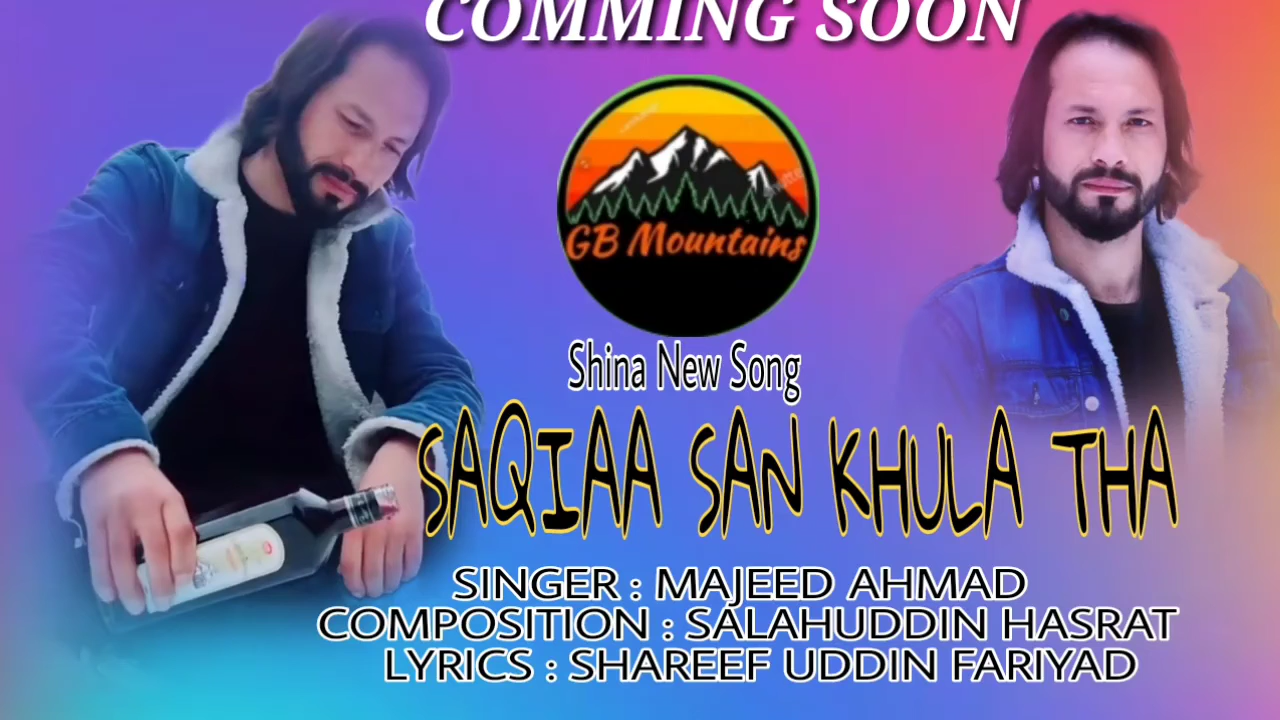 COMMING SOON
GB Mountains
Shina New Song
SAQIAA SAN KHULA THA
SINGER : MAJEED AHMAD
COMPOSITION : SALAHUDDIN HASRAT
LYRICS : SHAREEF UDDIN FARIYAD